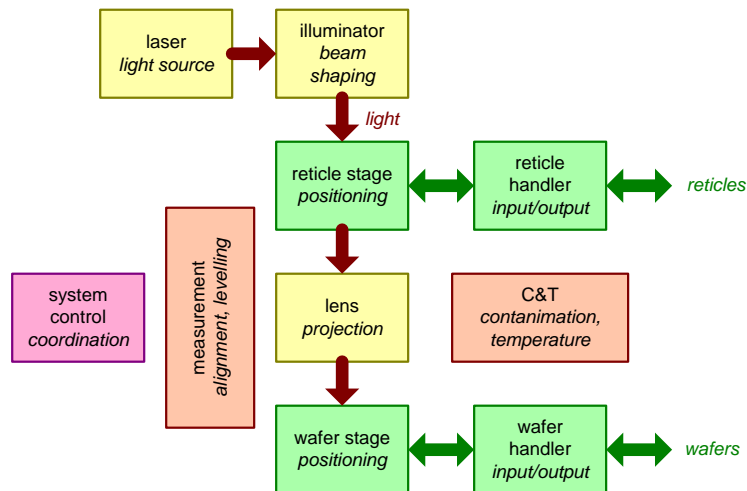 laser
light source
illuminator
beam
shaping
light
reticle stage
positioning
reticle
handler
input/output
reticles
measurement
alignment, levelling
system
control
coordination
lens
projection
C&T
contanimation,
temperature
wafer stage
positioning
wafer
handler
input/output
wafers